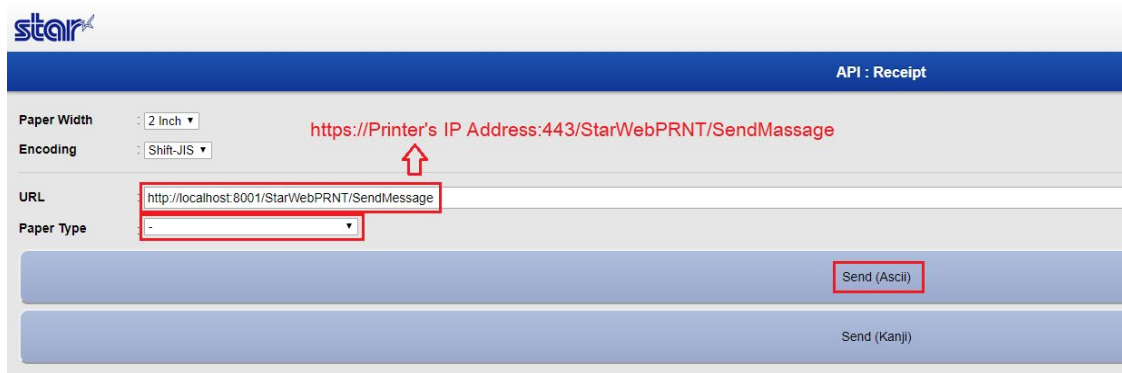 star
API : Receipt
Paper Width : 2 Inch
https://Printer's IP Address:443/StarWebPRNT/SendMassage
Encoding : Shift-JIS
URL : http://localhost:8001/StarWebPRNT/SendMessage
Paper Type : -
Send (Ascii)
Send (Kanji)